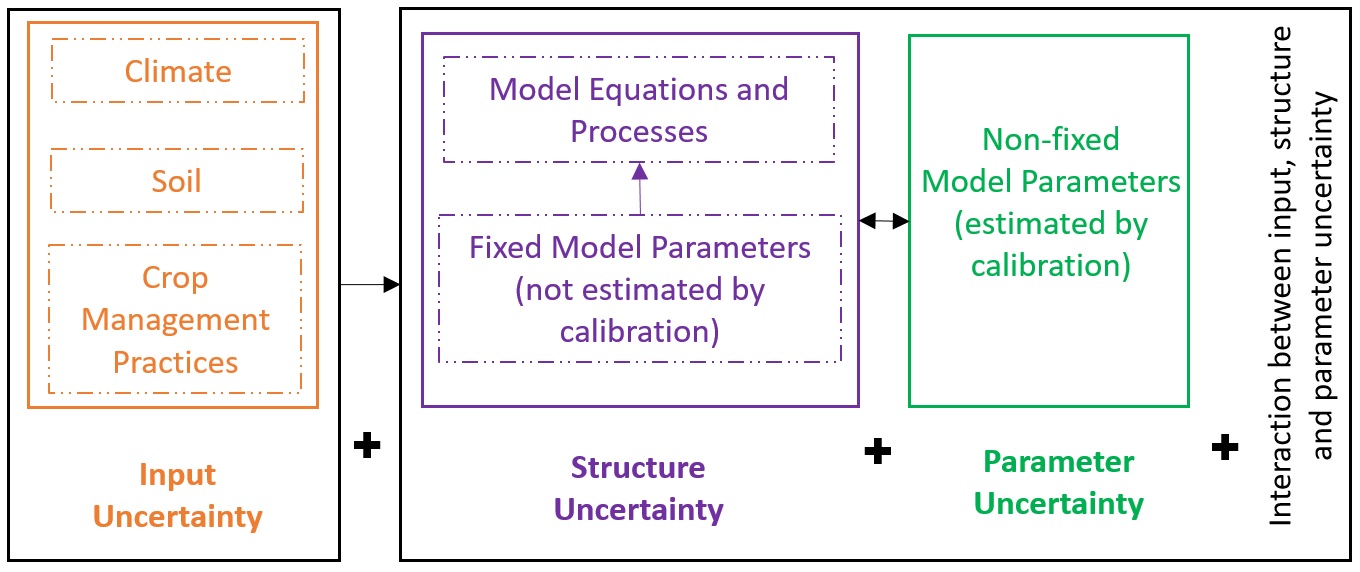 Climate
Soil
Crop
Management
Practices
Input
Uncertainty
Model Equations and
Processes
Fixed Model Parameters
(not estimated by
calibration)
Structure
Uncertainty
Non-fixed
Model Parameters
(estimated by
calibration)
Parameter
Uncertainty
Interaction between input, structure
and parameter uncertainty